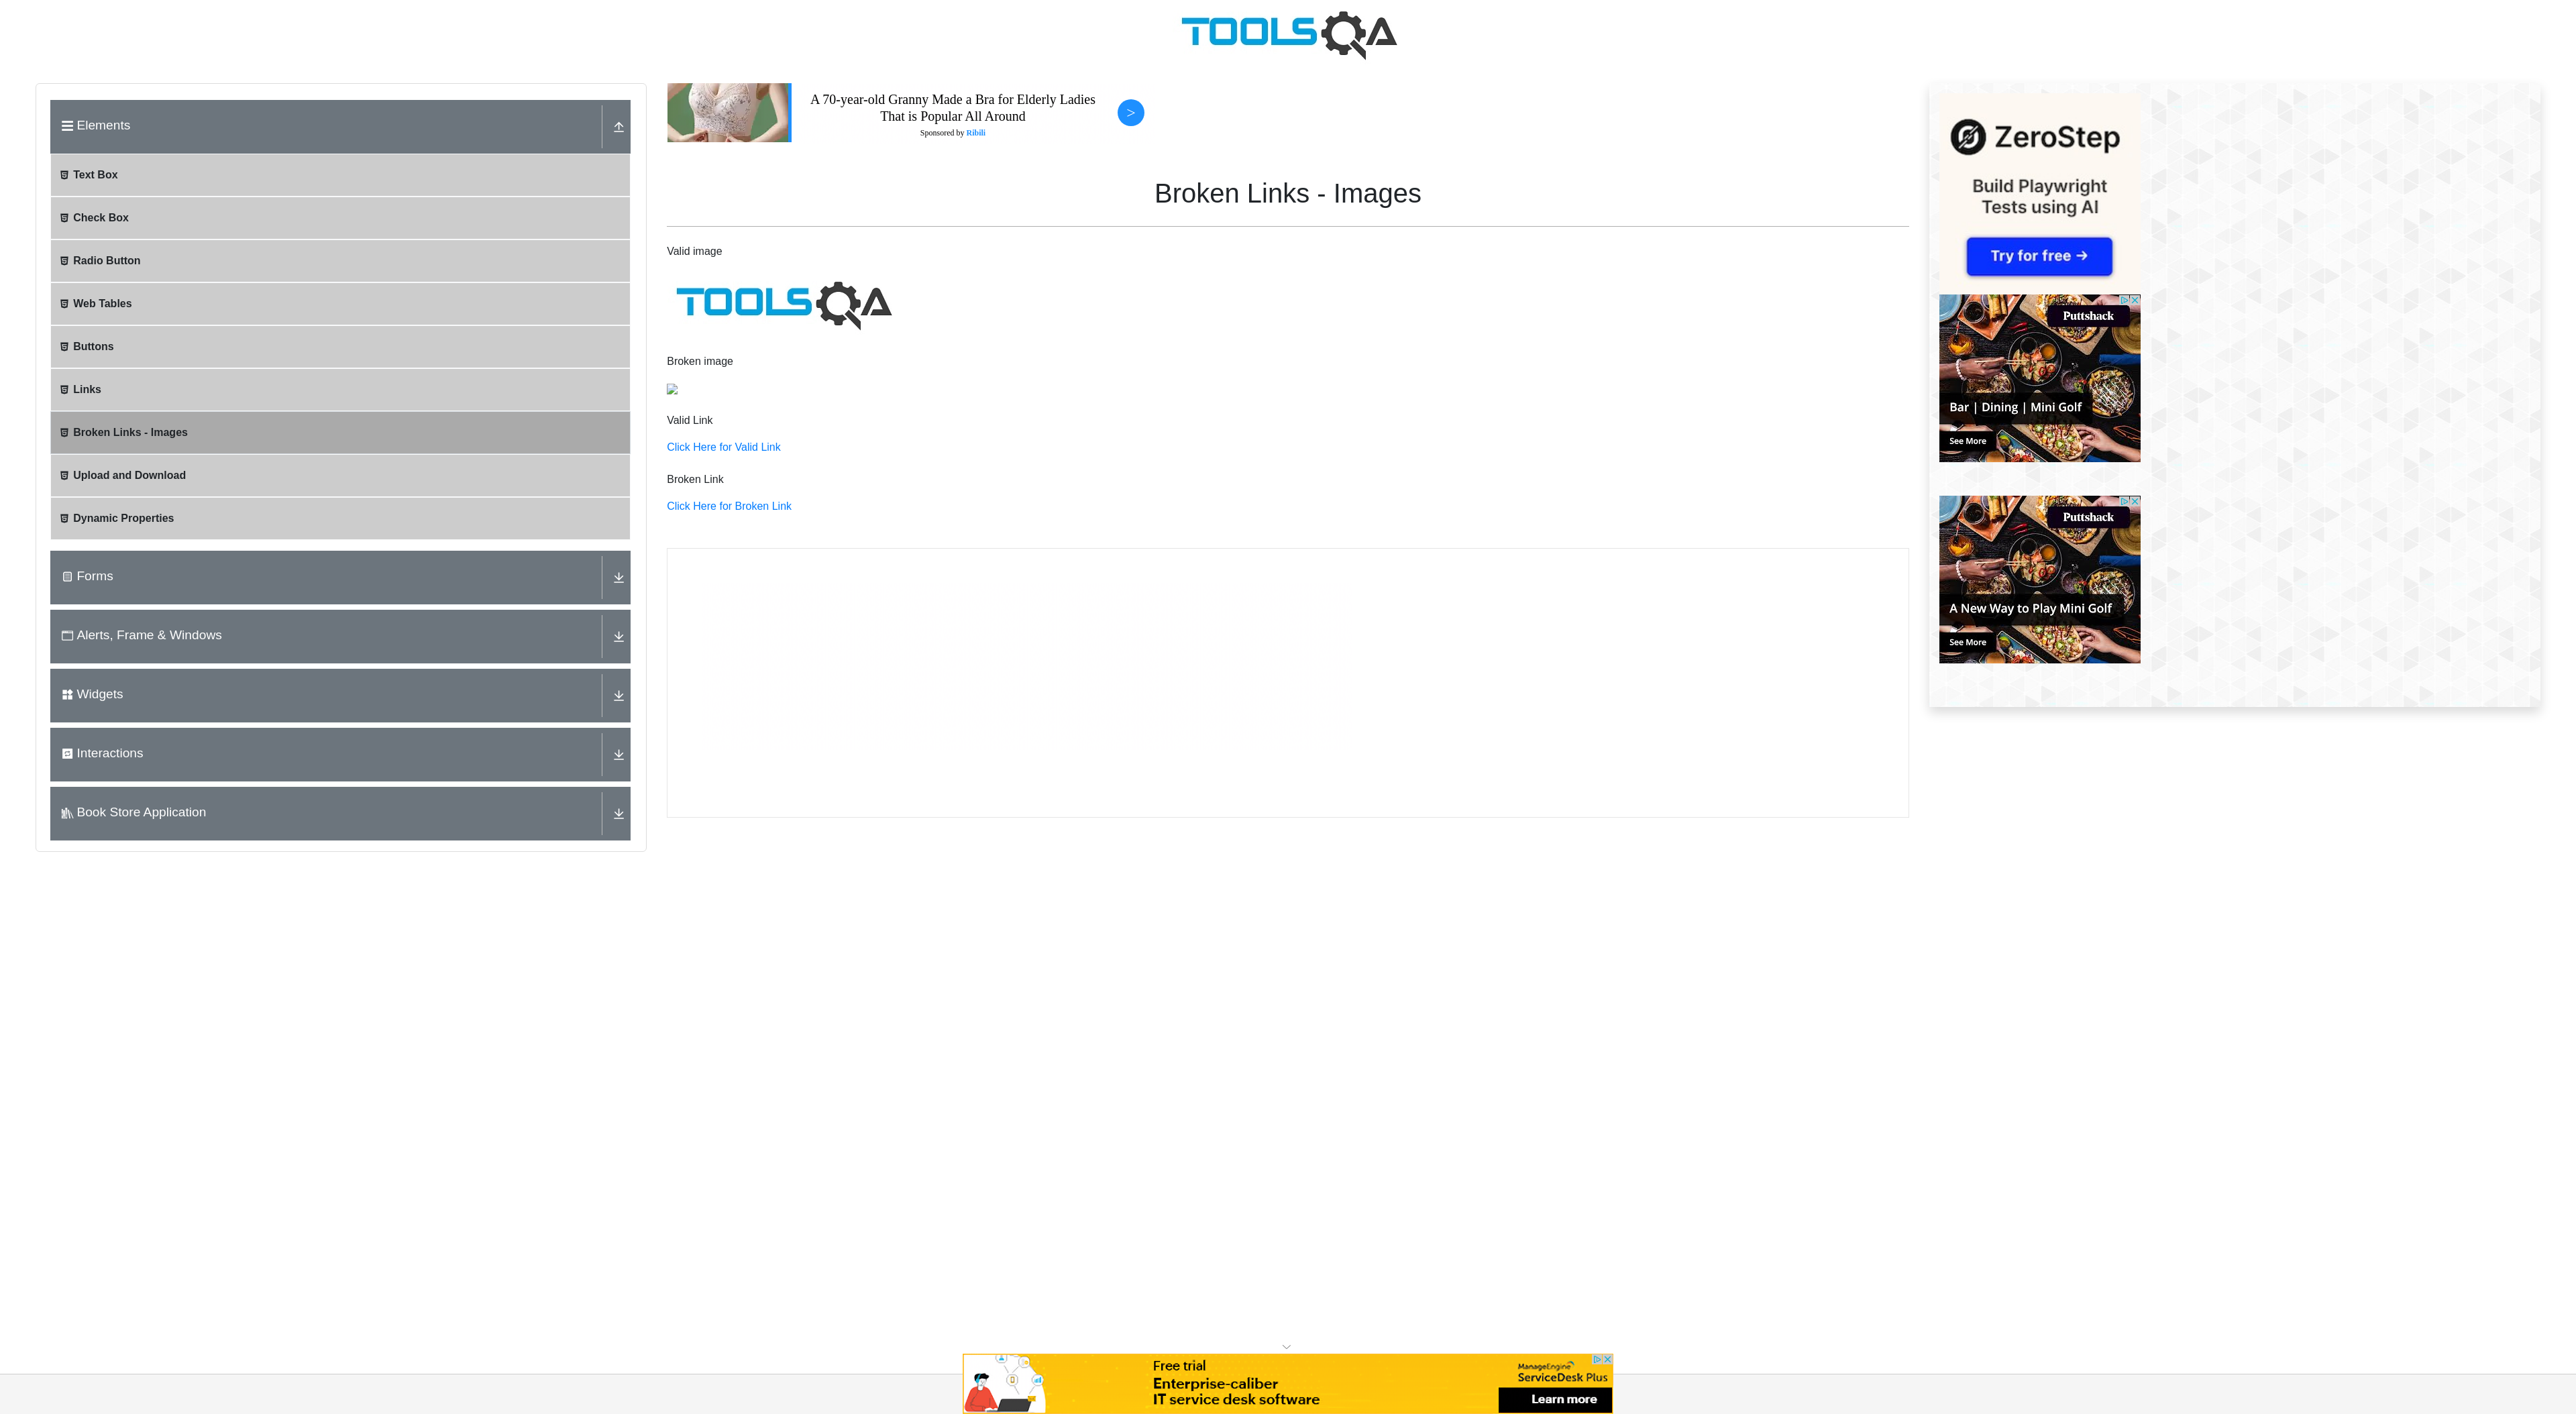 TOOLSQA
Elements
Text Box
Check Box
Radio Button
Web Tables
Buttons
Links
Broken Links - Images
Upload and Download
Dynamic Properties
Forms
Alerts, Frame & Windows
Widgets
Interactions
Book Store Application
A 70-year-old Granny Made a Bra for Elderly Ladies
That is Popular All Around
Sponsored by Ribili
>
Broken Links - Images
Valid image
TOOLSQA
Broken image
Valid Link
Click Here for Valid Link
Broken Link
Click Here for Broken Link
ZeroStep
Build Playwright
Tests using AI
Try for free →
Puttshack
Bar | Dining | Mini Golf
See More
Puttshack
A New Way to Play Mini Golf
See More
Free trial
Enterprise-caliber
IT service desk software
ManageEngine
ServiceDesk Plus
Learn more